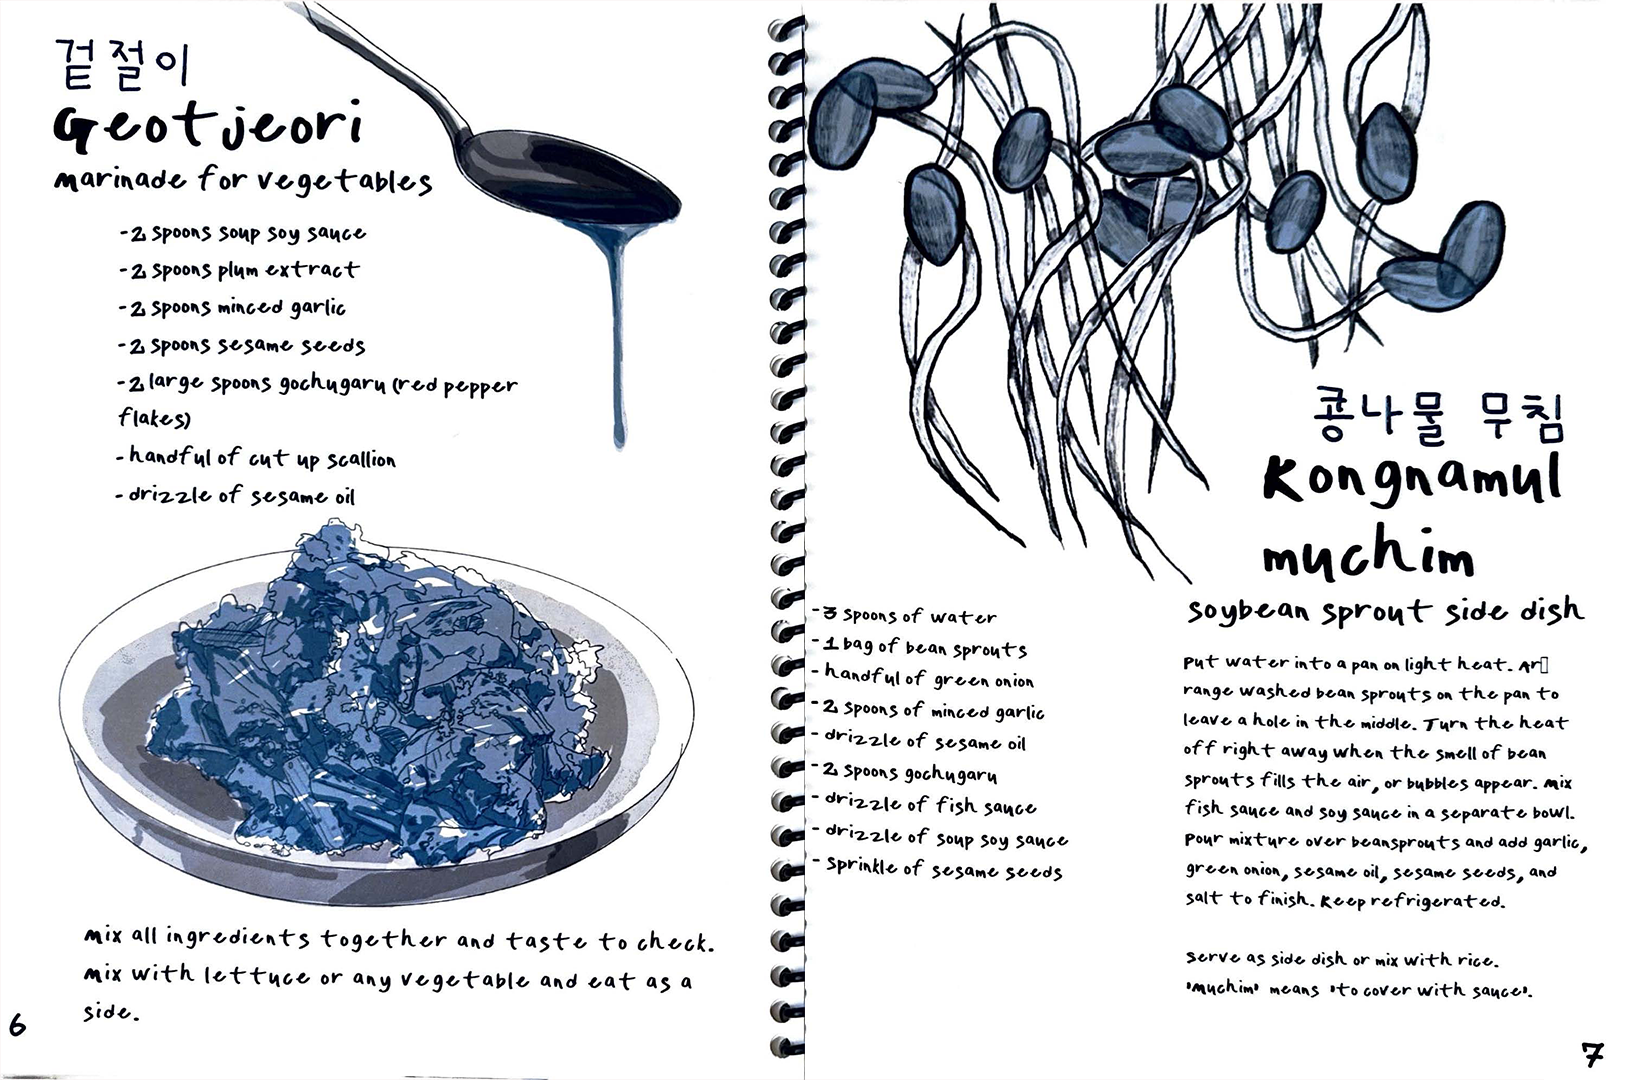 겉절이
Geotjeori
marinade for vegetables
-2 spoons soup soy sauce
-2 spoons plum extract
-2 spoons minced garlic
-2 spoons sesame seeds
-2 large spoons gochugaru (red pepper
flakes)
-handful of cut up scallion
-drizzle of sesame oil
mix all ingredients together and taste to check.
mix with lettuce or any vegetable and eat as a
side.
6
콩나물 무침
Kongnamul
muchim
soybean sprout side dish
-3 spoons of water
-1 bag of bean sprouts
-handful of green onion
-2 spoons of minced garlic
-drizzle of sesame oil
-2 spoons gochugaru
-drizzle of fish sauce
-drizzle of soup soy sauce
-sprinkle of sesame seeds
Put water into a pan on light heat. Ar▯
range washed bean sprouts on the pan to
leave a hole in the middle. Turn the heat
off right away when the smell of bean
sprouts fills the air, or bubbles appear. Mix
fish sauce and soy sauce in a separate bowl.
Pour mixture over beansprouts and add garlic,
green onion, sesame oil, sesame seeds, and
salt to finish. Keep refrigerated.
Serve as side dish or mix with rice.
'Muchim' means 'to cover with sauce'.
7